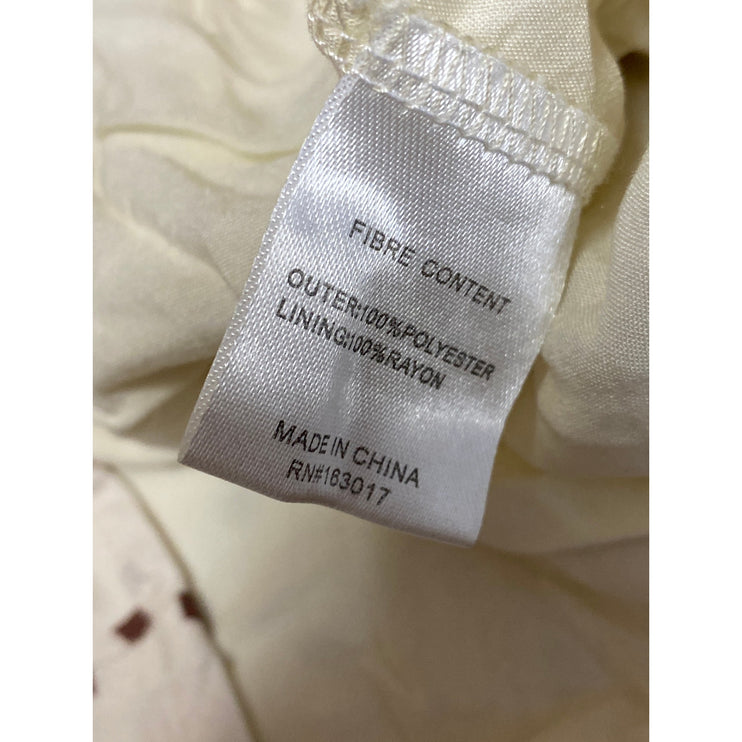 FIBRE CONTENT
OUTER:100%POLYESTER
LINING:100%RAYON
MADE IN CHINA
RN#163017